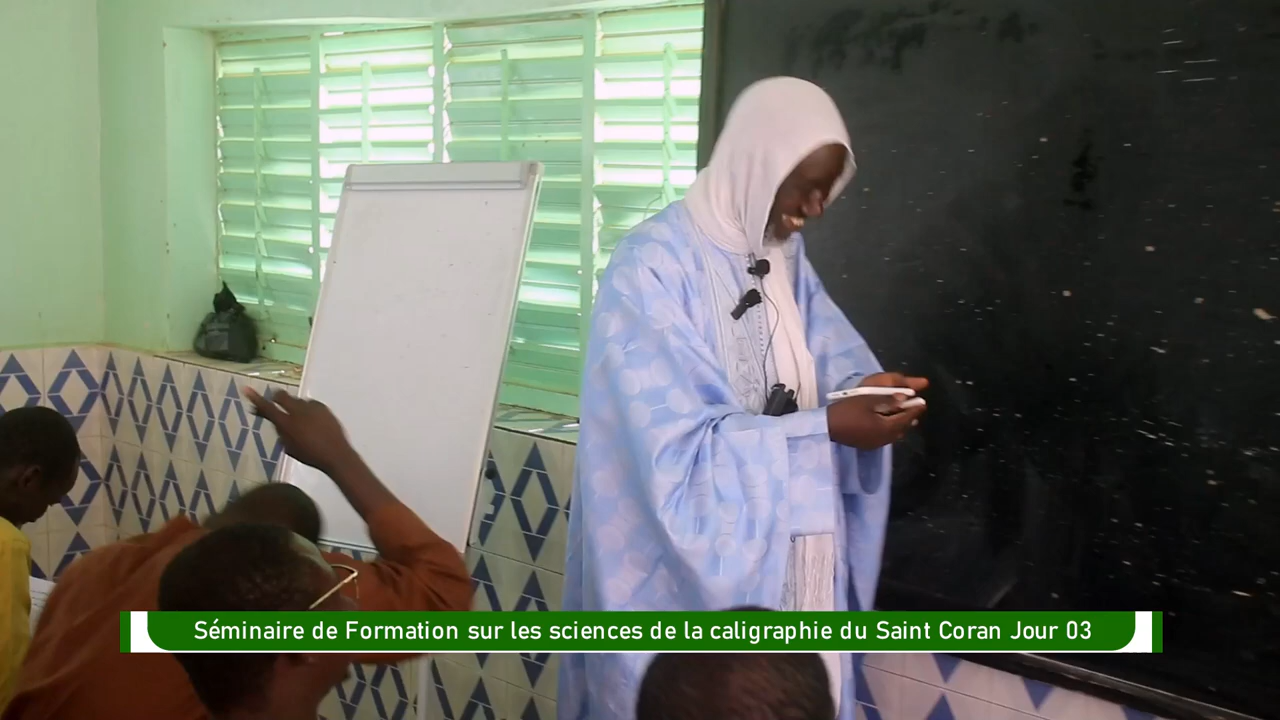 Séminaire de Formation sur les sciences de la caligraphie du Saint Coran Jour 03